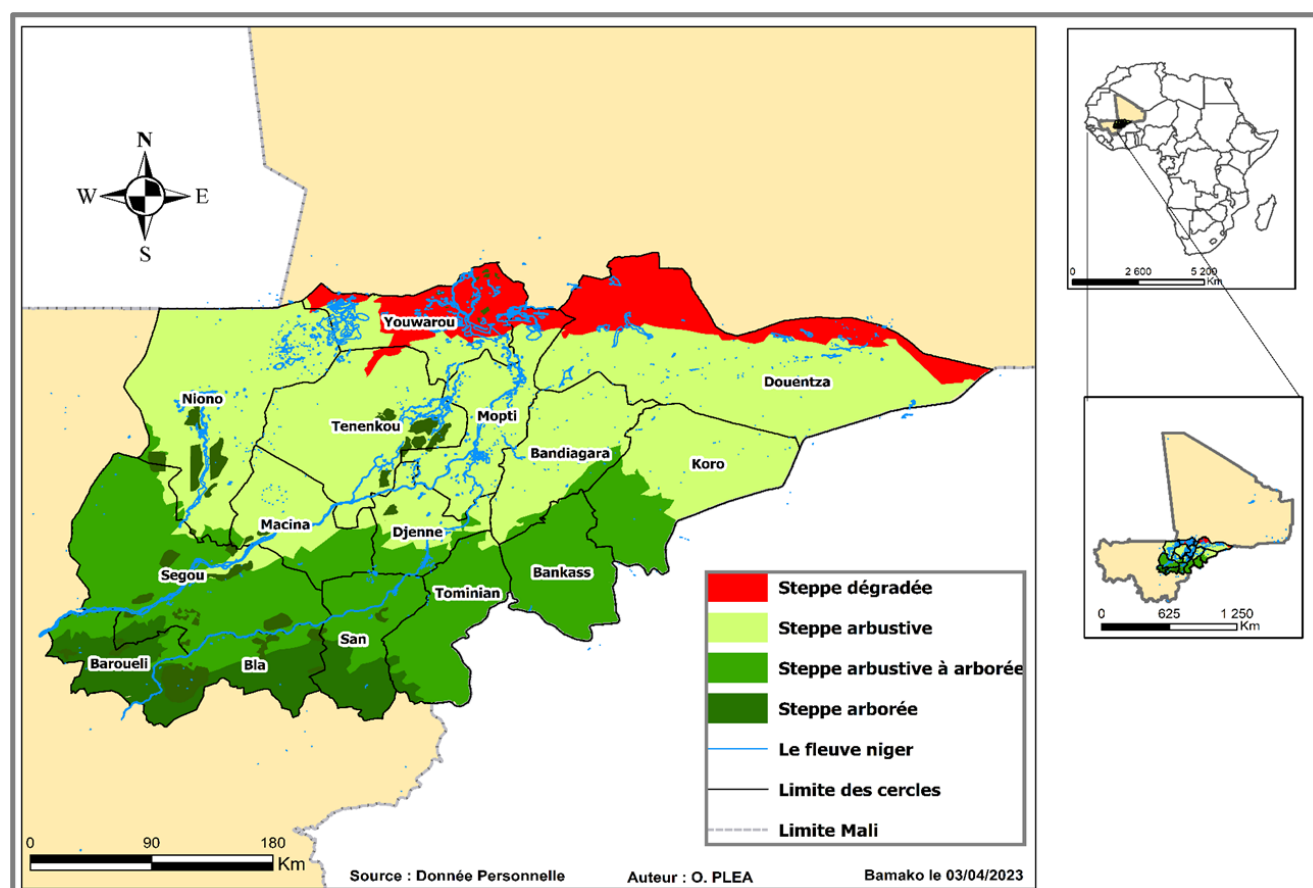 N
W
E
S
Youwarou
Douentza
Niono
Tenenkou
Mopti
Bandiagara
Koro
Macina
Djenne
Segou
Bankass
Tominian
San
Baroueli
Bla
Steppe dégradée
Steppe arbustive
Steppe arbustive à arborée
Steppe arborée
Le fleuve niger
Limite des cercles
Limite Mali
0 90 180
Km
Source : Donnée Personnelle Auteur : O. PLEA Bamako le 03/04/2023
0 2 600 5 200
Km
0 625 1 250
Km